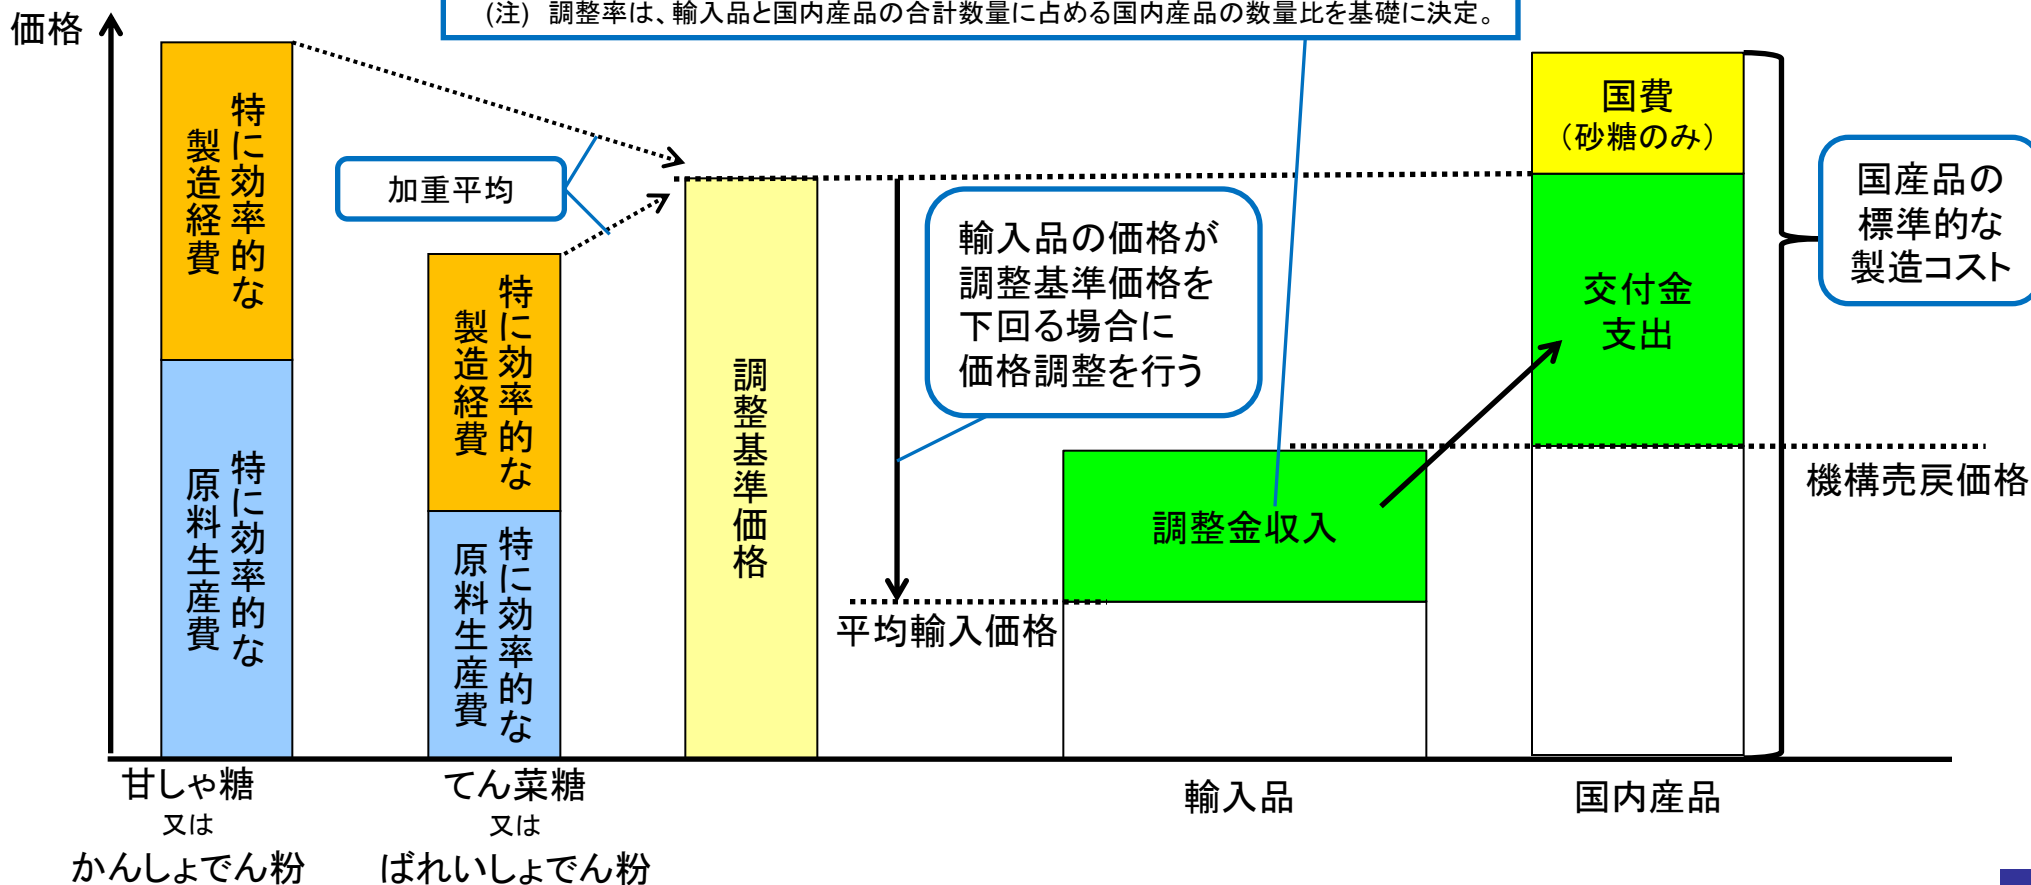 (注) 調整率は、輸入品と国内産品の合計数量に占める国内産品の数量比を基礎に決定。
価格
特に効率的な
製造経費
特に効率的な
原料生産費
甘しゃ糖
又は
かんしょでん粉
加重平均
特に効率的な
製造経費
特に効率的な
原料生産費
てん菜糖
又は
ばれいしょでん粉
調整基準価格
輸入品の価格が
調整基準価格を
下回る場合に
価格調整を行う
平均輸入価格
調整金収入
輸入品
国費
（砂糖のみ）
交付金
支出
国内産品
国産品の
標準的な
製造コスト
機構売戻価格